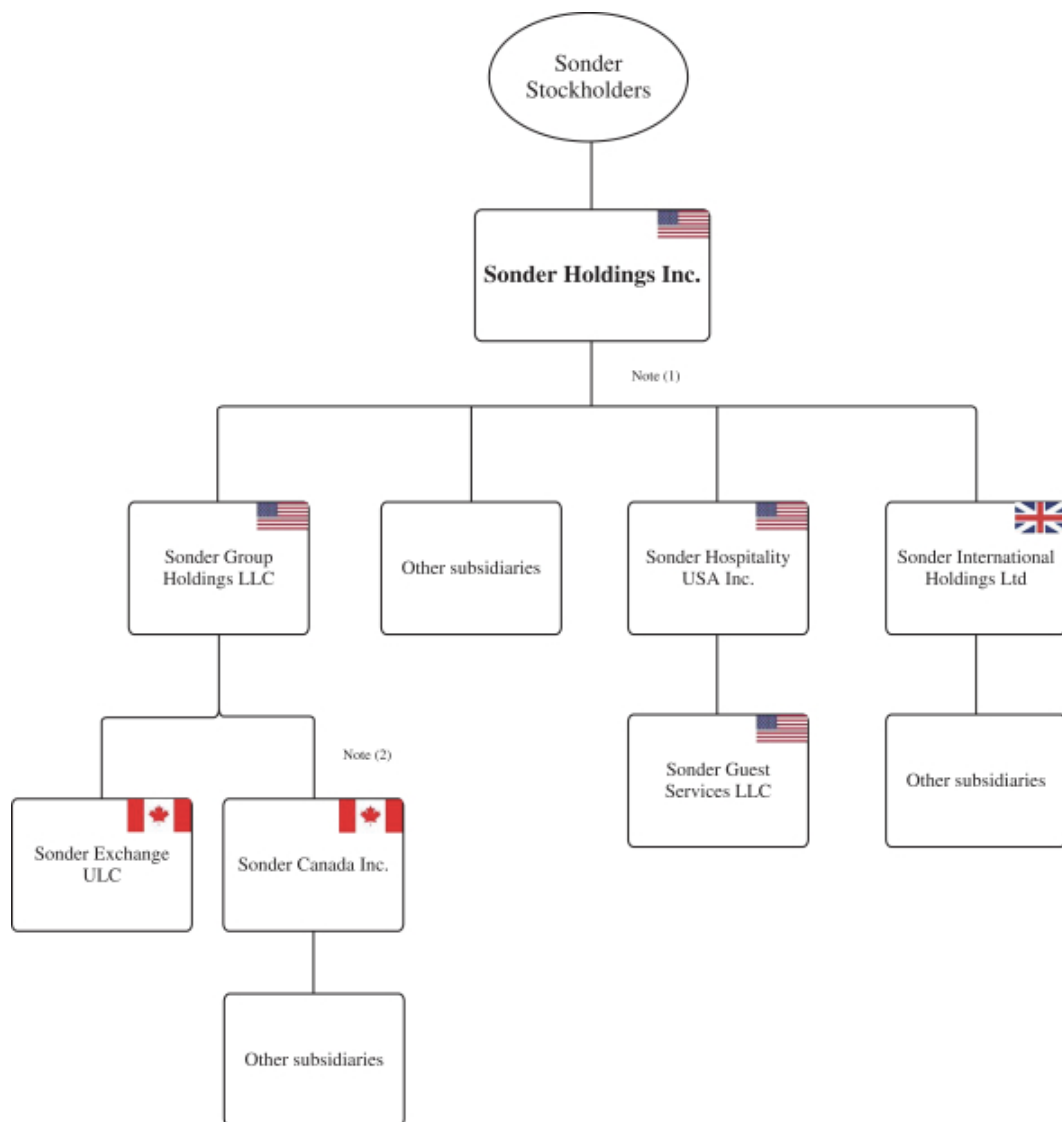 Sonder
Stockholders
Sonder Holdings Inc.
Note (1)
Sonder Group
Holdings LLC
Other subsidiaries
Sonder Hospitality
USA Inc.
Sonder International
Holdings Ltd
Note (2)
Sonder Exchange
ULC
Sonder Canada Inc.
Sonder Guest
Services LLC
Other subsidiaries
Other subsidiaries